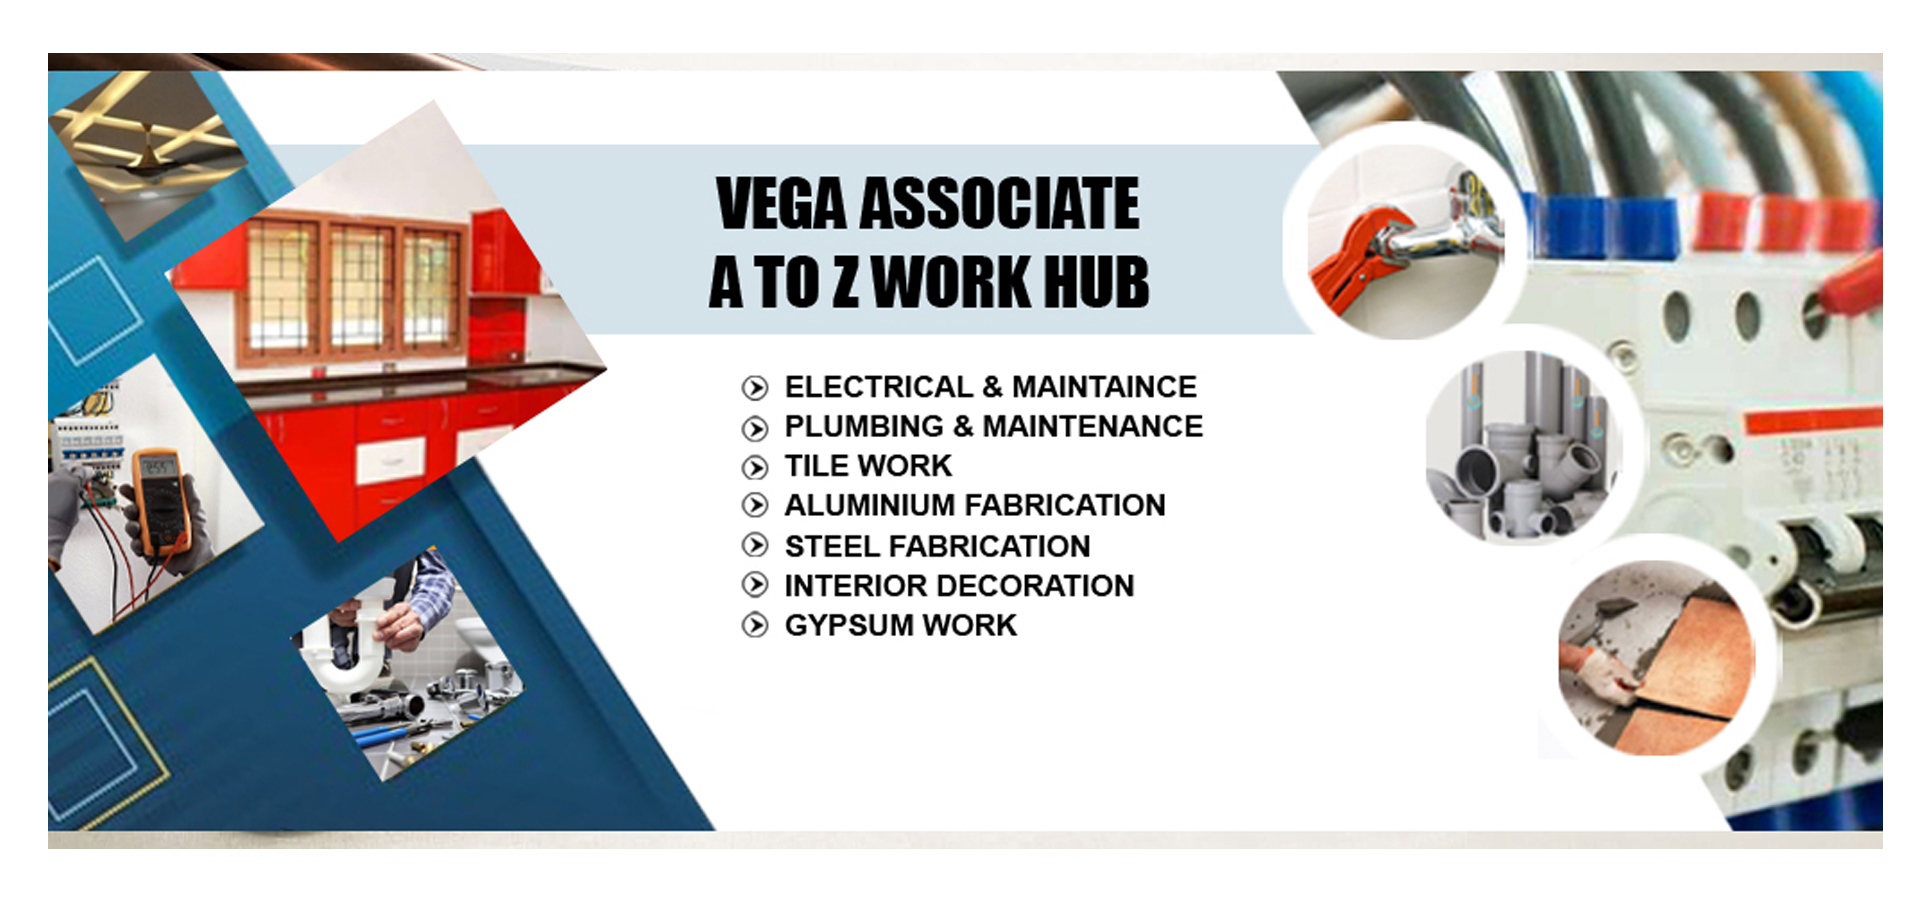 VEGA ASSOCIATE
A TO Z WORK HUB
ELECTRICAL & MAINTAINCE
PLUMBING & MAINTENANCE
TILE WORK
ALUMINIUM FABRICATION
STEEL FABRICATION
INTERIOR DECORATION
GYPSUM WORK